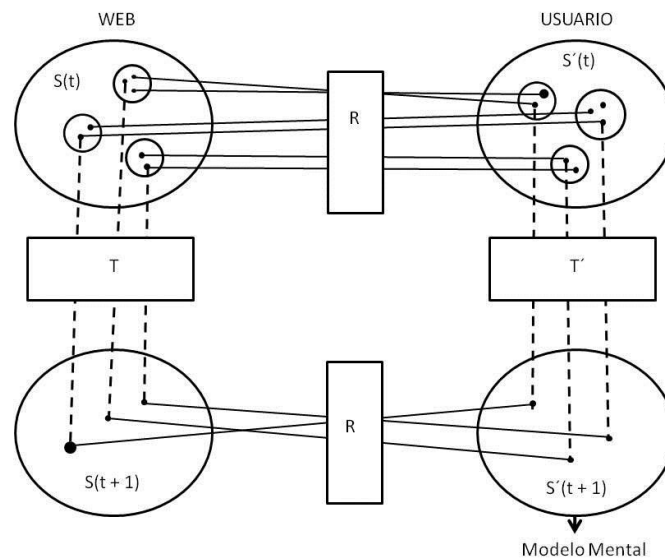 WEB
USUARIO
S(t)
S´(t)
R
T
T´
R
S(t + 1)
S´(t + 1)
Modelo Mental